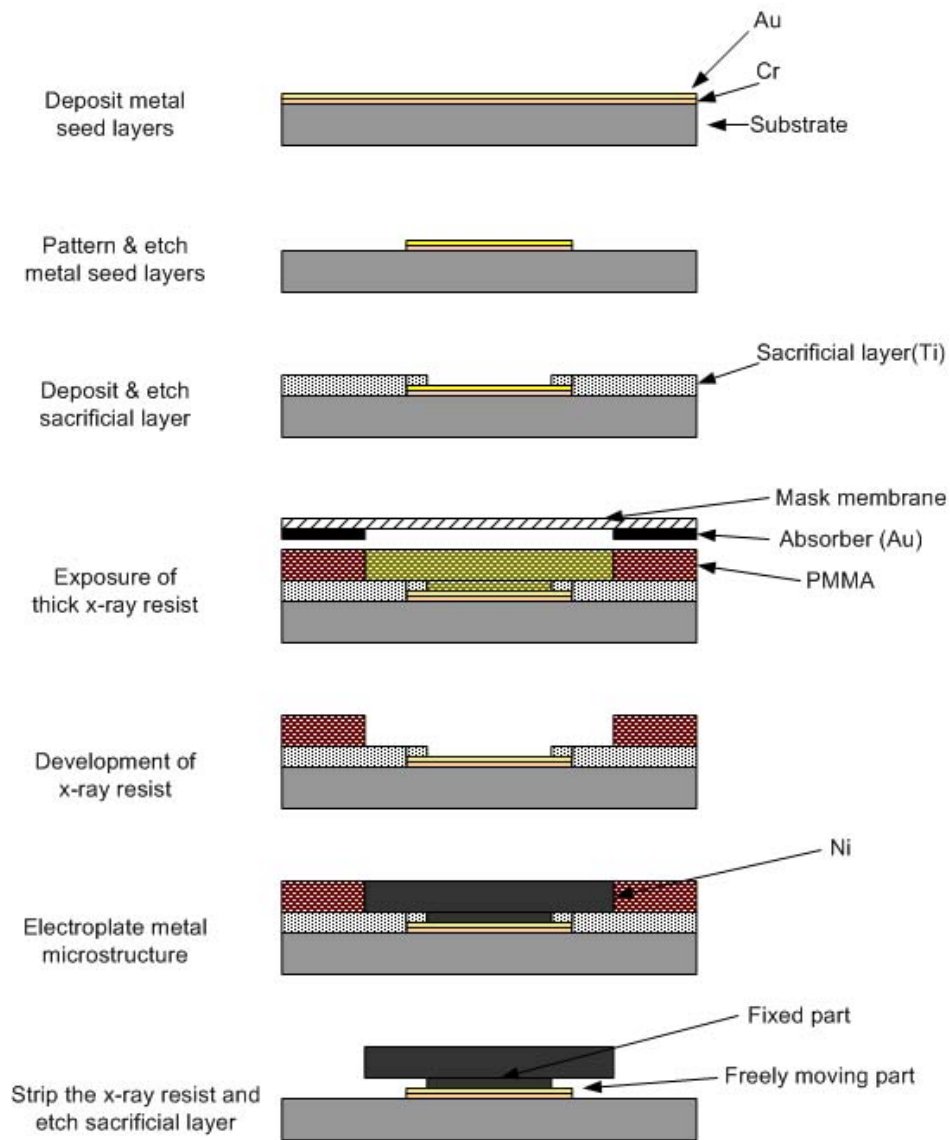 Au
Cr
Deposit metal
seed layers
Substrate
Pattern & etch
metal seed layers
Sacrificial layer(Ti)
Deposit & etch
sacrificial layer
Mask membrane
Absorber (Au)
PMMA
Exposure of
thick x-ray resist
Development of
x-ray resist
Ni
Electroplate metal
microstructure
Fixed part
Freely moving part
Strip the x-ray resist and
etch sacrificial layer